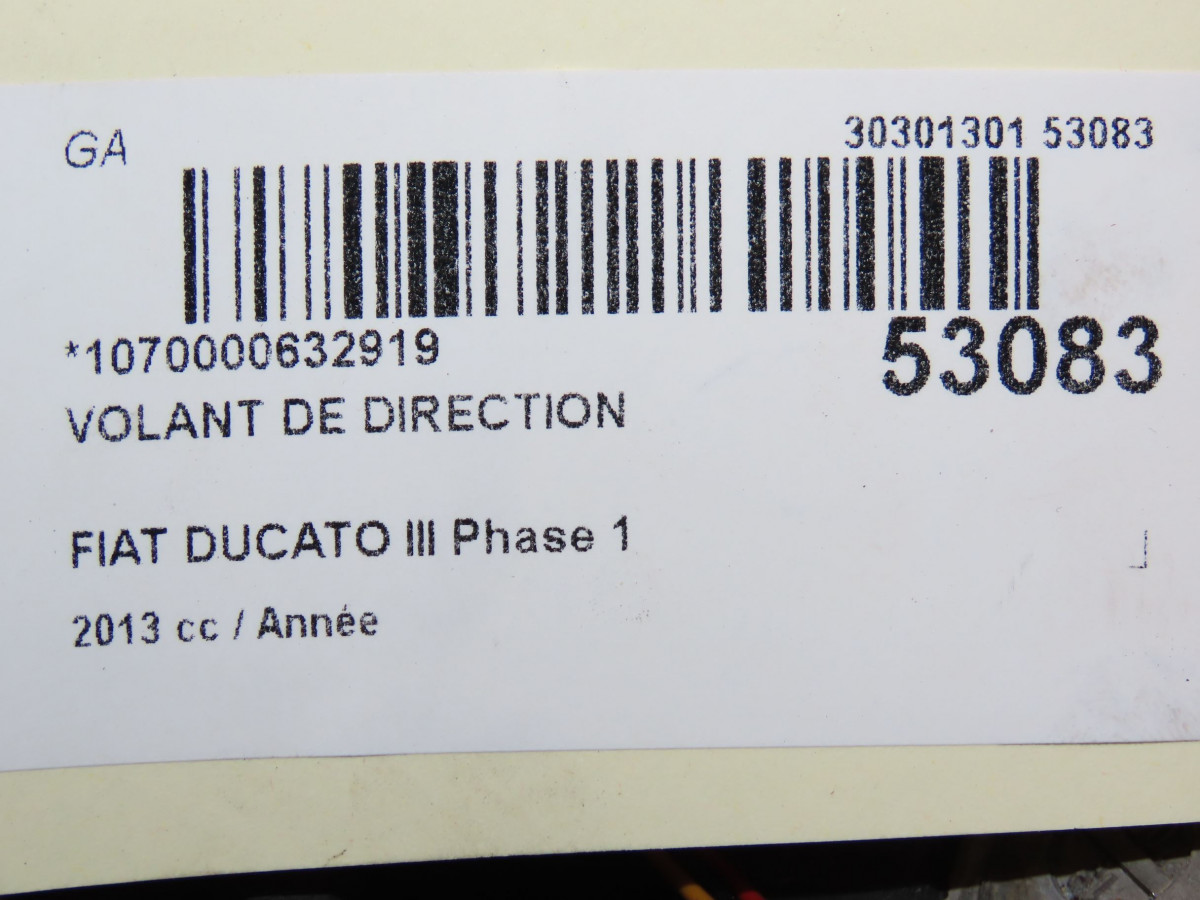 GA
30301301 53083
*1070000632919
53083
VOLANT DE DIRECTION
FIAT DUCATO III Phase 1
2013 cc / Année